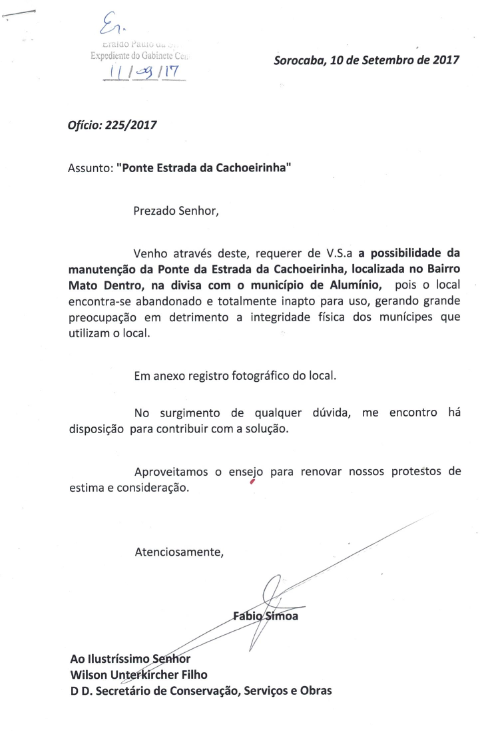 Er.
Expediente do Gabinete
11/09/17
Sorocaba, 10 de Setembro de 2017
Ofício: 225/2017
Assunto: "Ponte Estrada da Cachoeirinha"
Prezado Senhor,
Venho através deste, requerer de V.S.a a possibilidade da
manutenção da Ponte da Estrada da Cachoeirinha, localizada no Bairro
Mato Dentro, na divisa com o município de Alumínio, pois o local
encontra-se abandonado e totalmente inapto para uso, gerando grande
preocupação em detrimento a integridade física dos munícipes que
utilizam o local.
Em anexo registro fotográfico do local.
No surgimento de qualquer dúvida, me encontro há
disposição para contribuir com a solução.
Aproveitamos o ensejo para renovar nossos protestos de
estima e consideração.
Atenciosamente,
Fabio Simoa
Ao Ilustríssimo Senhor
Wilson Unterkircher Filho
D D. Secretário de Conservação, Serviços e Obras